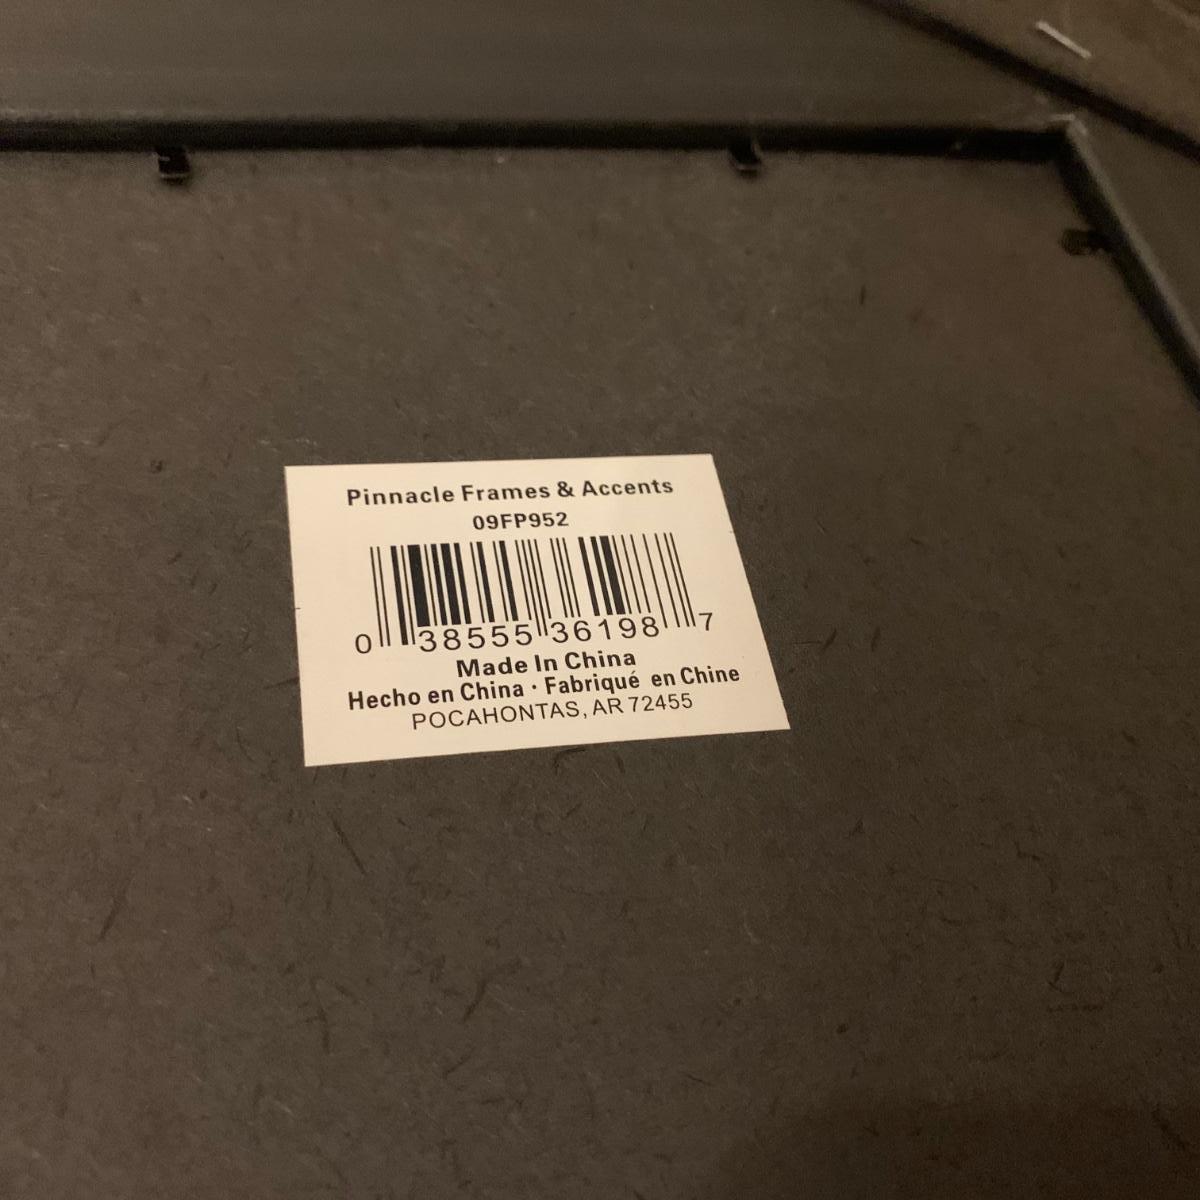 Pinnacle Frames & Accents
09FP952
0 38555 36198 7
Made In China
Hecho en China · Fabriqué en Chine
POCAHONTAS, AR 72455